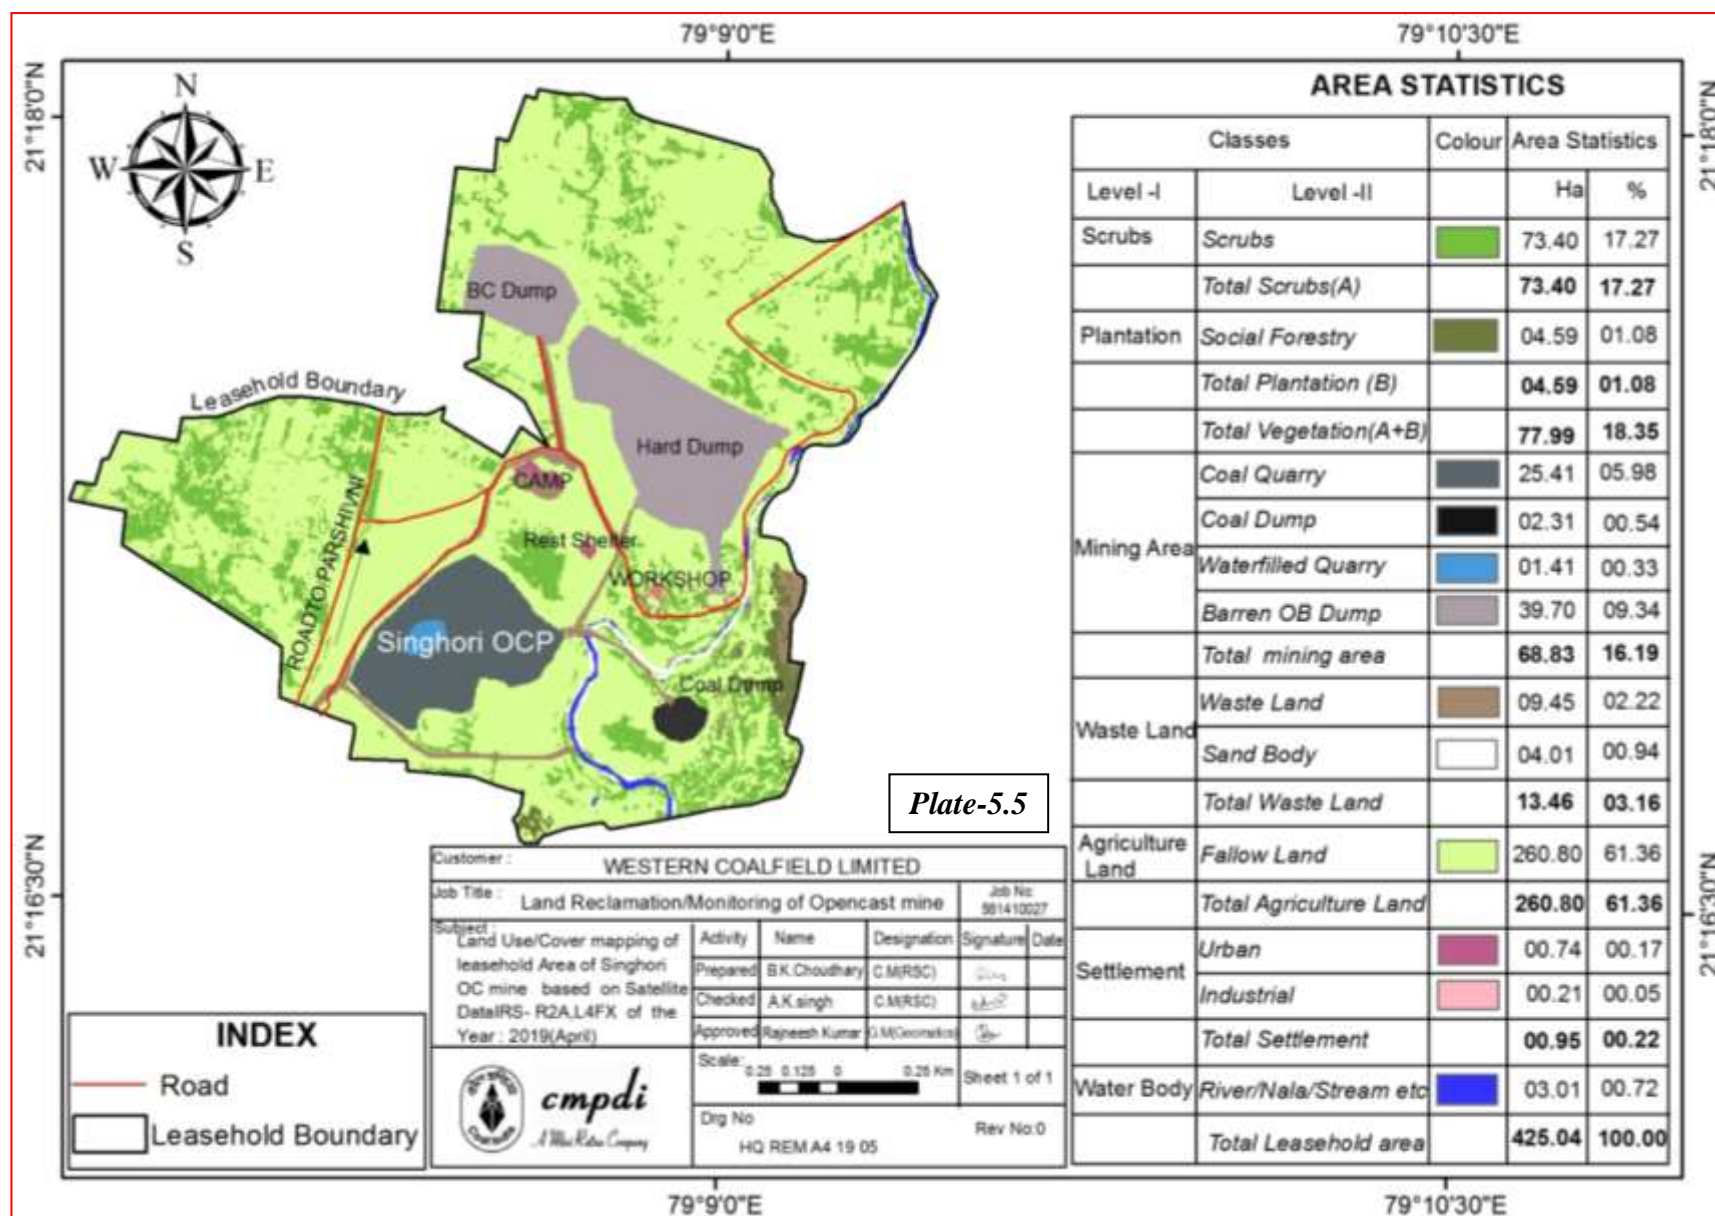 79°9'0"E 79°10'30"E
21°18'0"N
21°18'0"N
N
W E
S
BC Dump
Leasehold Boundary
Hard Dump
CAMP
ROADTO PARSHIVNI
Rest Shelter
WORKSHOP
Singhori OCP
Coal Dump
Plate-5.5
AREA STATISTICS
Classes Colour Area Statistics
Level -I Level -II Ha %
Scrubs Scrubs 73.40 17.27
Total Scrubs(A) 73.40 17.27
Plantation Social Forestry 04.59 01.08
Total Plantation (B) 04.59 01.08
Total Vegetation(A+B) 77.99 18.35
Mining Area
Coal Quarry 25.41 05.98
Coal Dump 02.31 00.54
Waterfilled Quarry 01.41 00.33
Barren OB Dump 39.70 09.34
Total mining area 68.83 16.19
Waste Land
Waste Land 09.45 02.22
Sand Body 04.01 00.94
Total Waste Land 13.46 03.16
Agriculture Land
Fallow Land 260.80 61.36
Total Agriculture Land 260.80 61.36
Settlement
Urban 00.74 00.17
Industrial 00.21 00.05
Total Settlement 00.95 00.22
Water Body River/Nala/Stream etc 03.01 00.72
Total Leasehold area 425.04 100.00
21°16'30"N
21°16'30"N
Customer : WESTERN COALFIELD LIMITED
Job Title : Land Reclamation/Monitoring of Opencast mine
Job No: 561410027
Subject :
Land Use/Cover mapping of
leasehold Area of Singhori
OC mine based on Satellite
DataIRS- R2A,L4FX of the
Year : 2019(April)
Activity Name Designation Signature Date
Prepared B.K.Choudhary C.M(RSC)
Checked A.K.singh C.M(RSC)
Approved Rajneesh Kumar G.M(Geomatics)
cmpdi
A Mini Ratna Company
Scale: 0.25 0.125 0 0.25 Km
Sheet 1 of 1
Drg No
HQ REM A4 19 05
Rev No:0
INDEX
Road
Leasehold Boundary
79°9'0"E 79°10'30"E